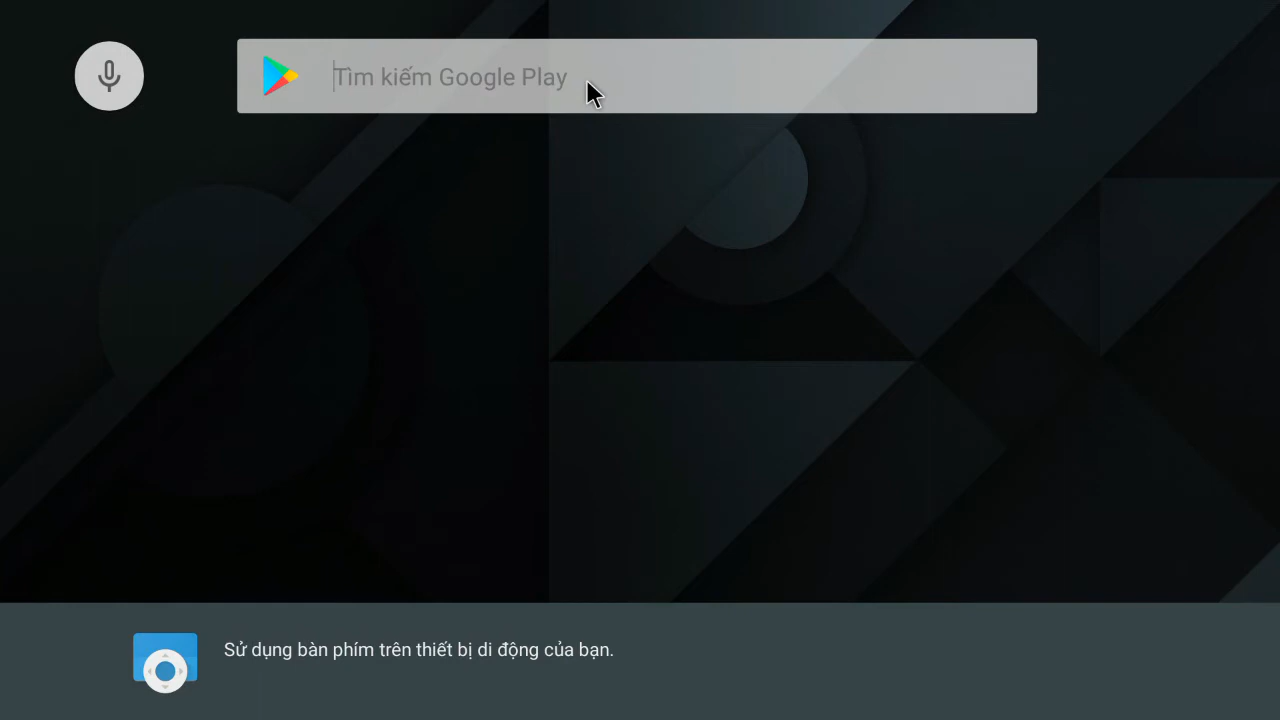 Tìm kiếm Google Play
Sử dụng bàn phím trên thiết bị di động của bạn.